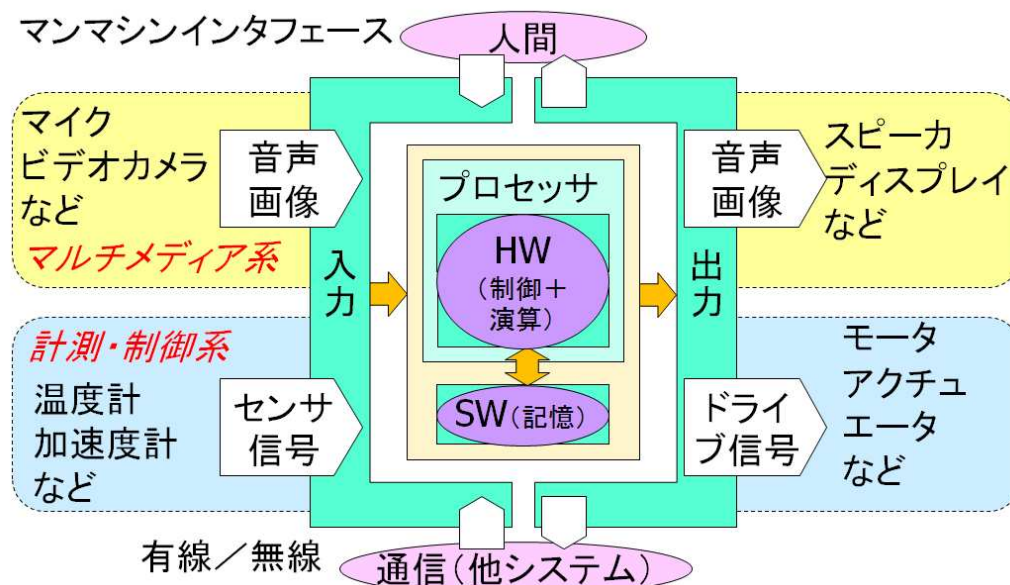 マンマシンインタフェース
人間
マイク
ビデオカメラ
など
マルチメディア系
音声
画像
入
力
プロセッサ
HW
(制御＋
演算)
SW(記憶)
出
力
音声
画像
スピーカ
ディスプレイ
など
計測・制御系
温度計
加速度計
など
センサ
信号
ドライ
ブ信号
モータ
アクチュ
エータ
など
有線／無線
通信(他システム)